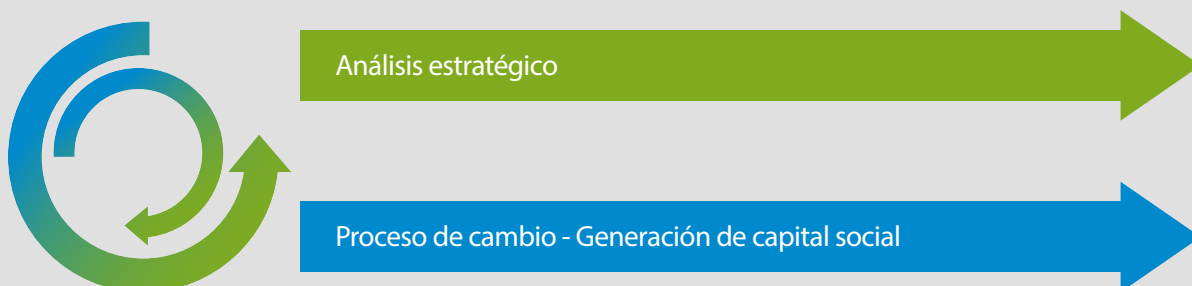 Análisis estratégico
Proceso de cambio - Generación de capital social